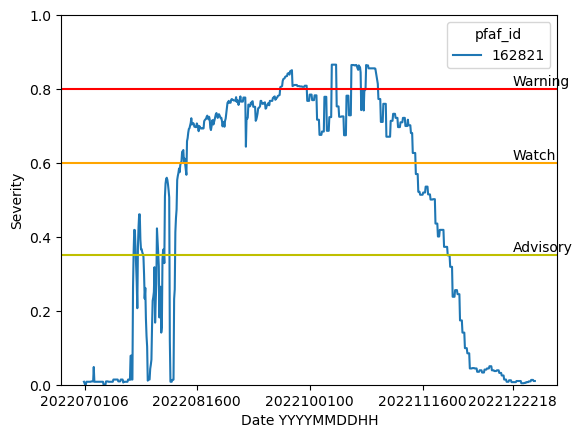 pfaf_id
162821
1.0
0.8
0.6
0.4
0.2
0.0
Severity
Warning
Watch
Advisory
2022070106
2022081600
2022100100
2022111600
2022122218
Date YYYYMMDDHH